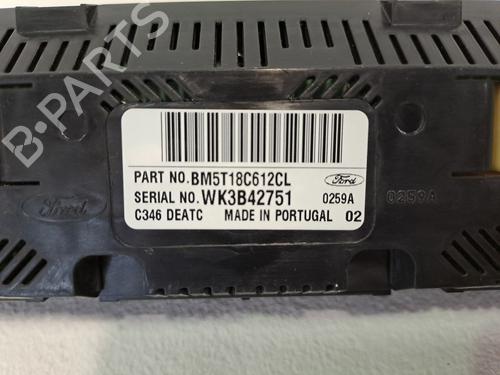 B-PARTS
PART NO.BM5T18C612CL
Ford
SERIAL NO.WK3B42751
0259A
C346 DEATC MADE IN PORTUGAL 02
Ford
0259A